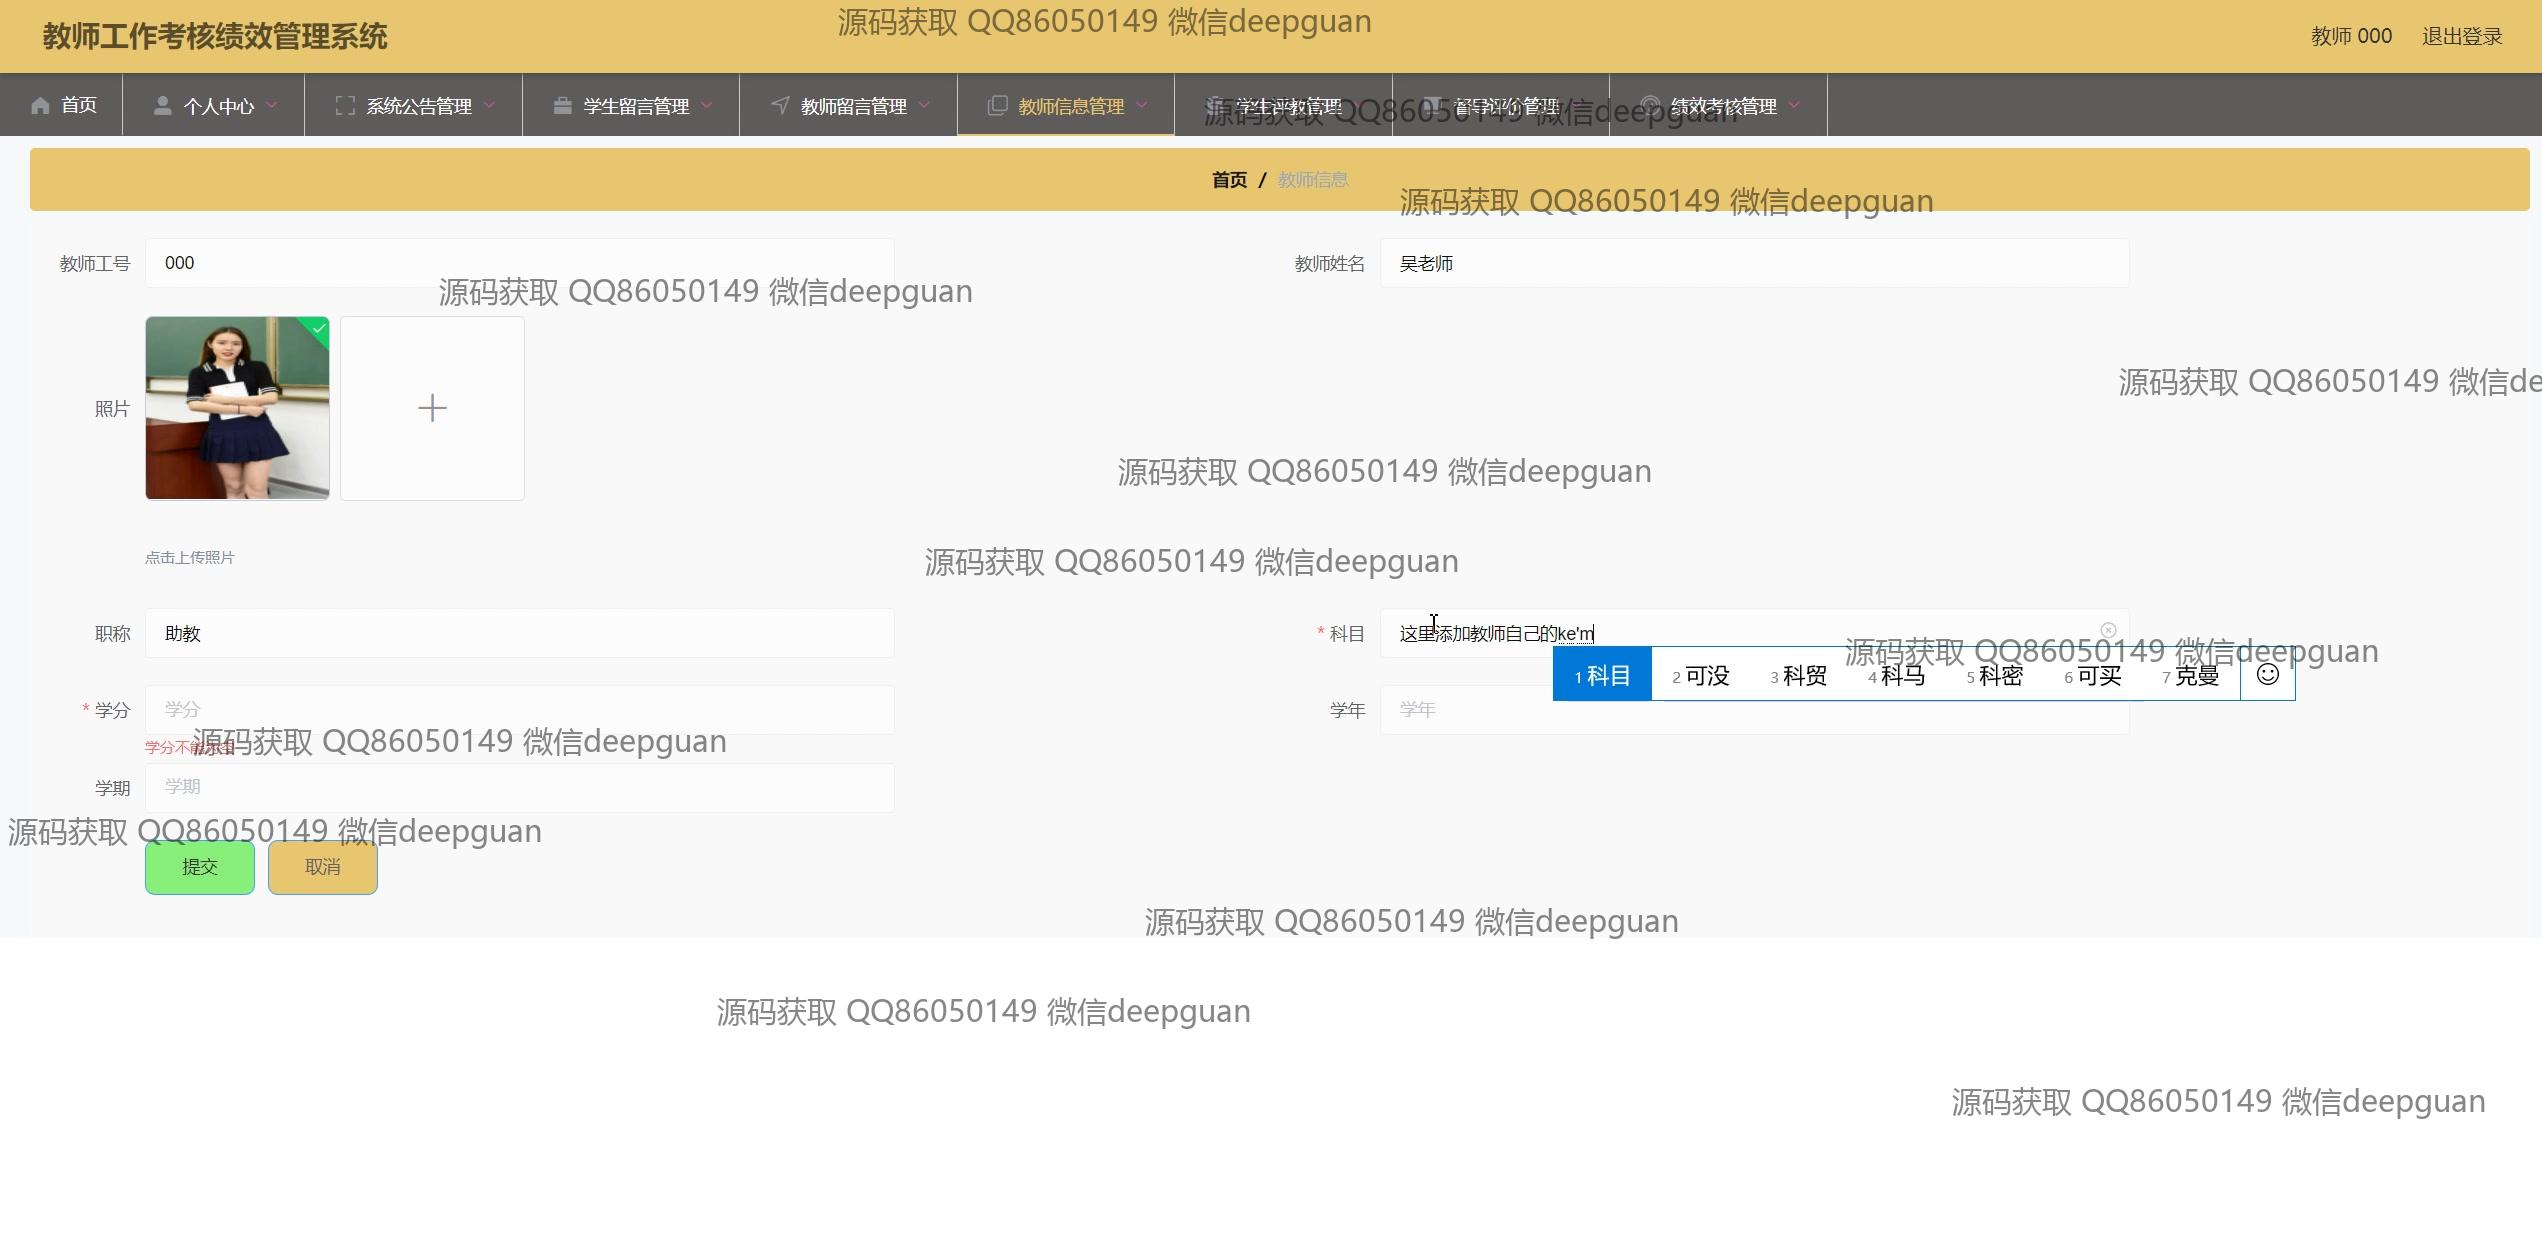 教师工作考核绩效管理系统
源码获取 QQ86050149 微信deepguan
教师 000 退出登录
首页 个人中心 系统公告管理 学生留言管理 教师留言管理 教师信息管理 学生评教管理 督导评价管理 绩效考核管理
源码获取 QQ86050149 微信deepguan
首页 / 教师信息
源码获取 QQ86050149 微信deepguan
教师工号 000 教师姓名 吴老师
源码获取 QQ86050149 微信deepguan
源码获取 QQ86050149 微信de
照片
源码获取 QQ86050149 微信deepguan
点击上传照片
源码获取 QQ86050149 微信deepguan
职称 助教 * 科目 这里添加教师自己的ke'm
源码获取 QQ86050149 微信deepguan
1 科目 2 可没 3 科贸 4 科马 5 科密 6 可买 7 克曼
* 学分 学分 学年 学年
学分不能为空
源码获取 QQ86050149 微信deepguan
学期 学期
源码获取 QQ86050149 微信deepguan
提交 取消
源码获取 QQ86050149 微信deepguan
源码获取 QQ86050149 微信deepguan
源码获取 QQ86050149 微信deepguan